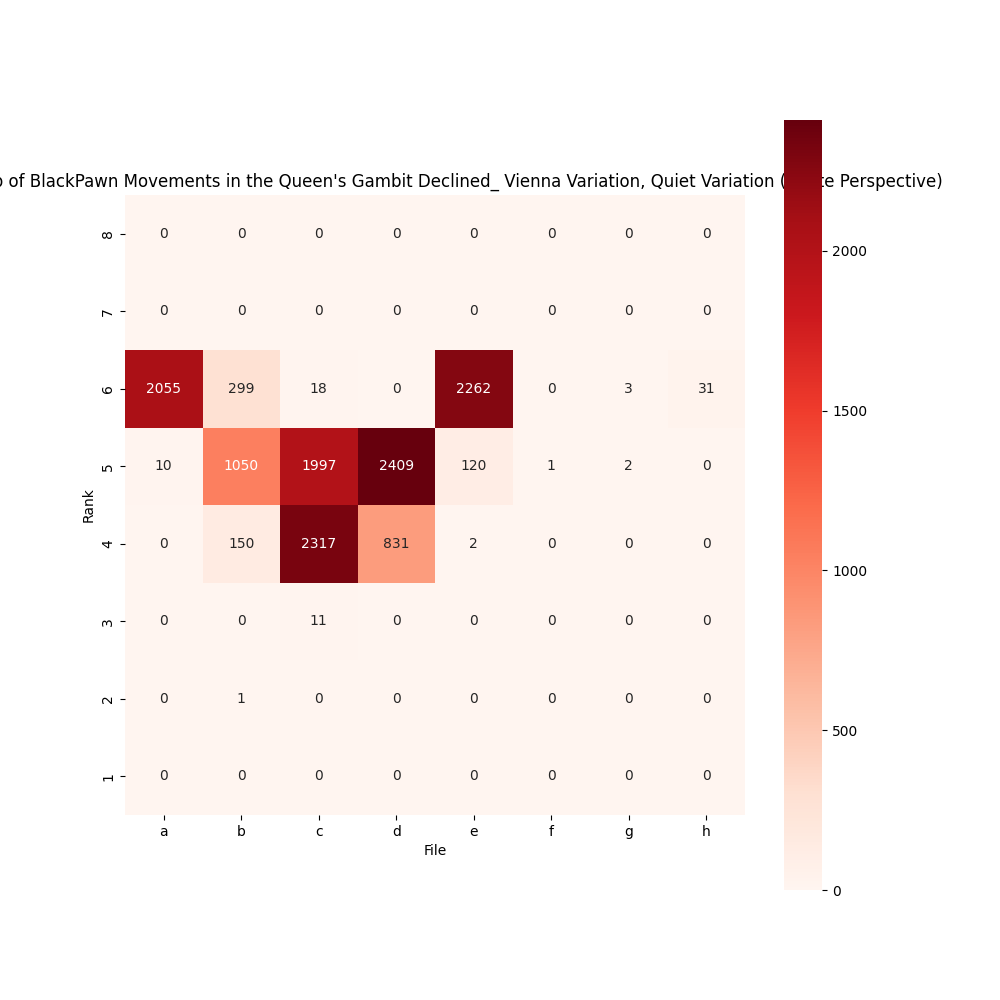 of BlackPawn Movements in the Queen's Gambit Declined_ Vienna Variation, Quiet Variation ( te Perspective)
8 0 0 0 0 0 0 0 0
7 0 0 0 0 0 0 0 0
6 2055 299 18 0 2262 0 3 31
5 10 1050 1997 2409 120 1 2 0
4 0 150 2317 831 2 0 0 0
3 0 0 11 0 0 0 0 0
2 0 1 0 0 0 0 0 0
1 0 0 0 0 0 0 0 0
a b c d e f g h
File
Rank
2000
1500
1000
500
0